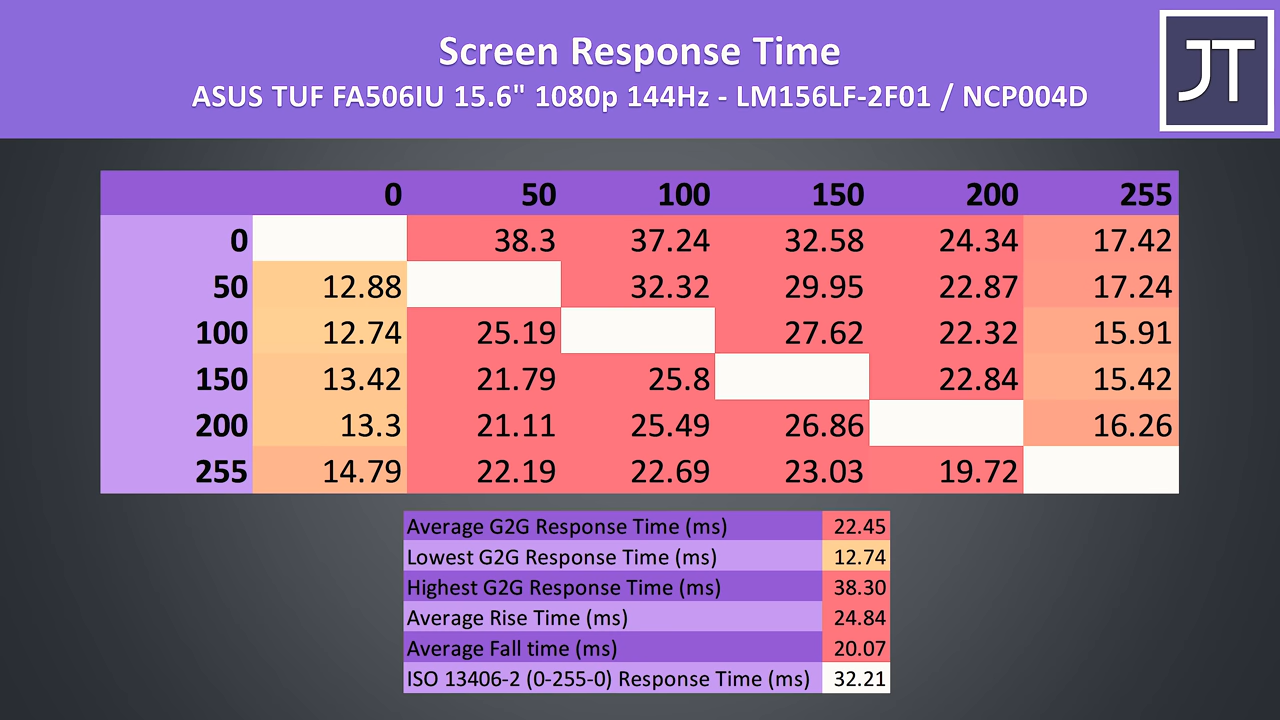 Screen Response Time
ASUS TUF FA506IU 15.6" 1080p 144Hz - LM156LF-2F01 / NCP004D
JT
0 50 100 150 200 255
0 38.3 37.24 32.58 24.34 17.42
50 12.88 32.32 29.95 22.87 17.24
100 12.74 25.19 27.62 22.32 15.91
150 13.42 21.79 25.8 22.84 15.42
200 13.3 21.11 25.49 26.86 16.26
255 14.79 22.19 22.69 23.03 19.72
Average G2G Response Time (ms) 22.45
Lowest G2G Response Time (ms) 12.74
Highest G2G Response Time (ms) 38.30
Average Rise Time (ms) 24.84
Average Fall time (ms) 20.07
ISO 13406-2 (0-255-0) Response Time (ms) 32.21